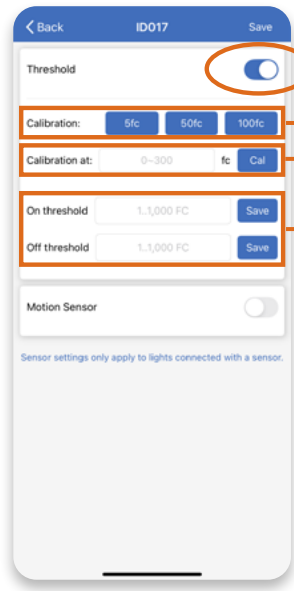 Back ID017 Save
Threshold
Calibration: 5fc 50fc 100fc
Calibration at: 0~300 fc Cal
On threshold 1..1,000 FC Save
Off threshold 1..1,000 FC Save
Motion Sensor
Sensor settings only apply to lights connected with a sensor.